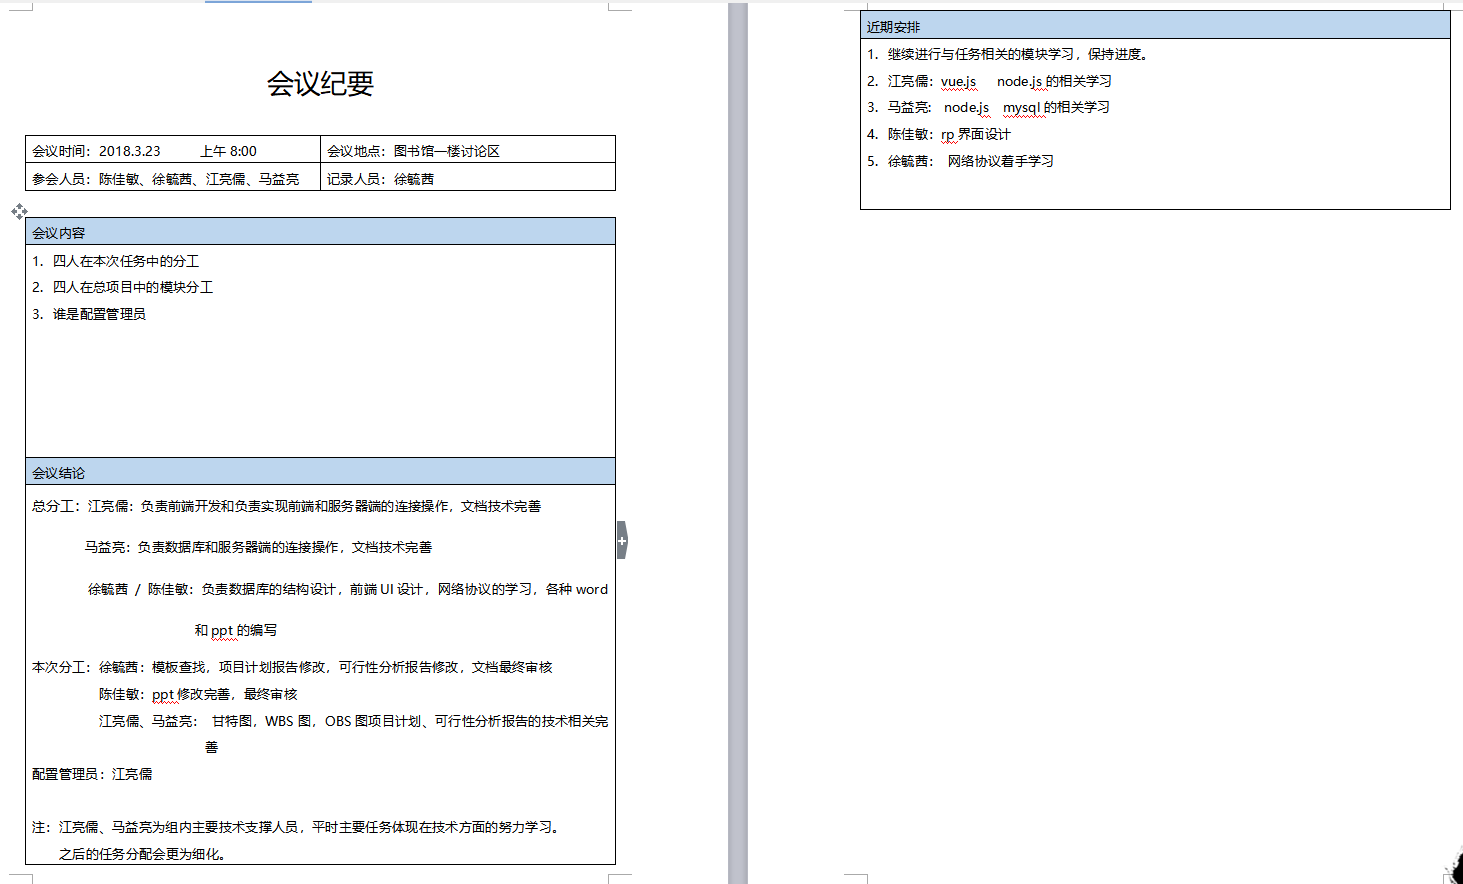 会议纪要
会议时间：2018.3.23 上午 8:00 会议地点：图书馆一楼讨论区
参会人员：陈佳敏、徐毓茜、江亮儒、马益亮 记录人员：徐毓茜
会议内容
1. 四人在本次任务中的分工
2. 四人在总项目中的模块分工
3. 谁是配置管理员
会议结论
总分工：江亮儒：负责前端开发和负责实现前端和服务器端的连接操作，文档技术完善
马益亮：负责数据库和服务器端的连接操作，文档技术完善
徐毓茜 / 陈佳敏：负责数据库的结构设计，前端 UI 设计，网络协议的学习，各种 word
和 ppt 的编写
本次分工：徐毓茜：模板查找，项目计划报告修改，可行性分析报告修改，文档最终审核
陈佳敏：ppt 修改完善，最终审核
江亮儒、马益亮： 甘特图，WBS 图，OBS 图项目计划、可行性分析报告的技术相关完
善
配置管理员：江亮儒
注：江亮儒、马益亮为组内主要技术支撑人员，平时主要任务体现在技术方面的努力学习。
之后的任务分配会更为细化。
近期安排
1. 继续进行与任务相关的模块学习，保持进度。
2. 江亮儒：vue.js node.js 的相关学习
3. 马益亮: node.js mysql 的相关学习
4. 陈佳敏：rp 界面设计
5. 徐毓茜： 网络协议着手学习